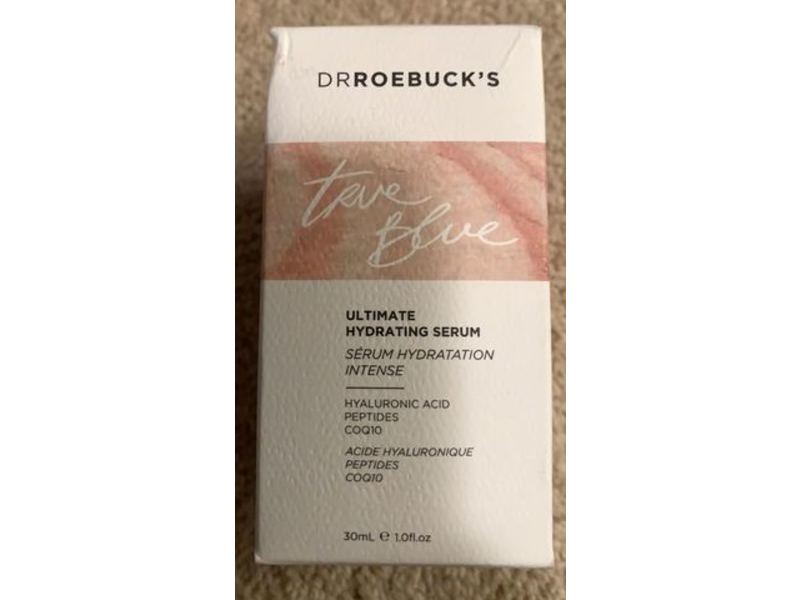 DRROEBUCK'S
True
Blue
ULTIMATE
HYDRATING SERUM
SÉRUM HYDRATATION
INTENSE
HYALURONIC ACID
PEPTIDES
COQ10
ACIDE HYALURONIQUE
PEPTIDES
COQ10
30mL ℮ 1.0fl.oz